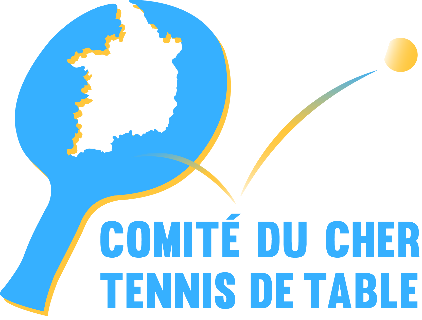 COMITÉ DU CHER
TENNIS DE TABLE